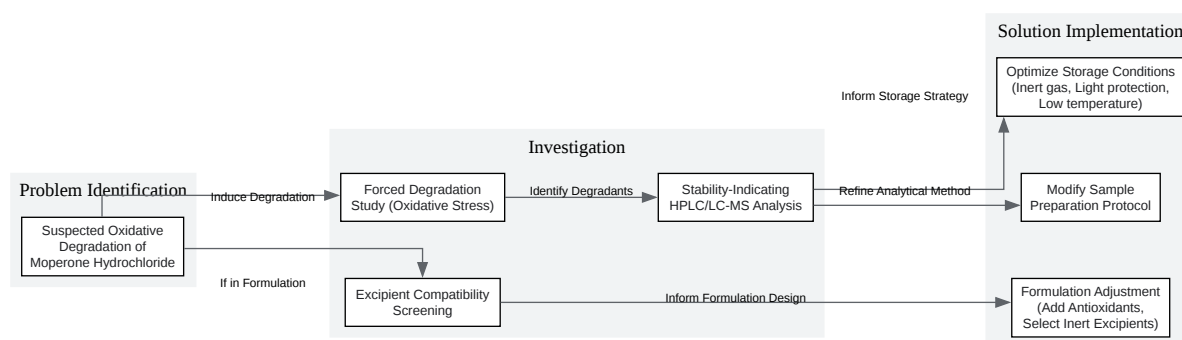 Problem Identification
Suspected Oxidative
Degradation of
Moperone Hydrochloride
Induce Degradation
If in Formulation
Investigation
Forced Degradation
Study (Oxidative Stress)
Identify Degradants
Stability-Indicating
HPLC/LC-MS Analysis
Excipient Compatibility
Screening
Inform Storage Strategy
Refine Analytical Method
Inform Formulation Design
Solution Implementation
Optimize Storage Conditions
(Inert gas, Light protection,
Low temperature)
Modify Sample
Preparation Protocol
Formulation Adjustment
(Add Antioxidants,
Select Inert Excipients)